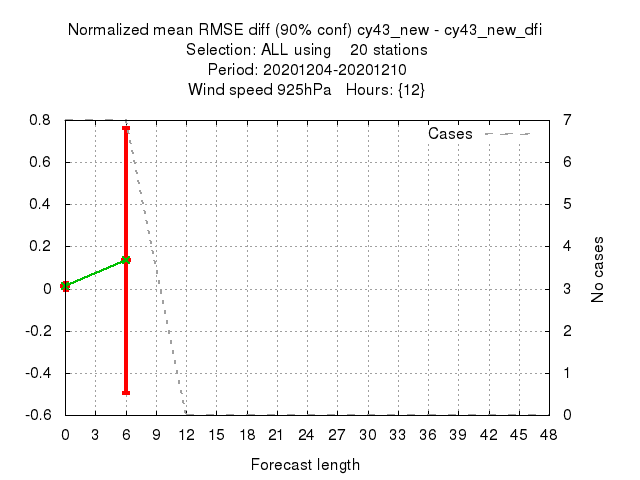 Normalized mean RMSE diff (90% conf) cy43_new - cy43_new_dfi
Selection: ALL using 20 stations
Period: 20201204-20201210
Wind speed 925hPa Hours: {12}
0.8
0.6
0.4
0.2
0
-0.2
-0.4
-0.6
Cases
7
6
5
4
3
2
1
0
No cases
0 3 6 9 12 15 18 21 24 27 30 33 36 39 42 45 48
Forecast length